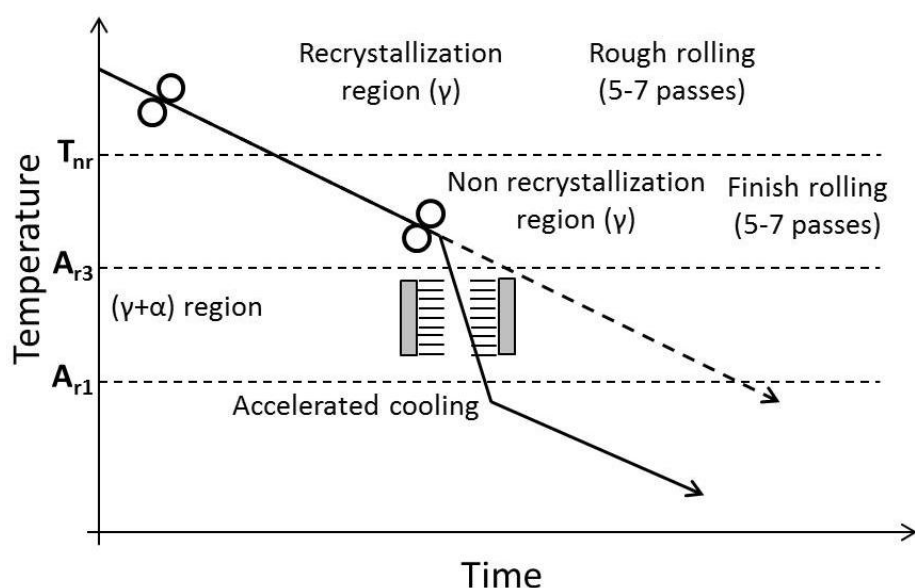 Recrystallization
region (γ)
Rough rolling
(5-7 passes)
Tnr
Non recrystallization
region (γ)
Finish rolling
(5-7 passes)
Ar3
(γ+α) region
Ar1
Accelerated cooling
Temperature
Time